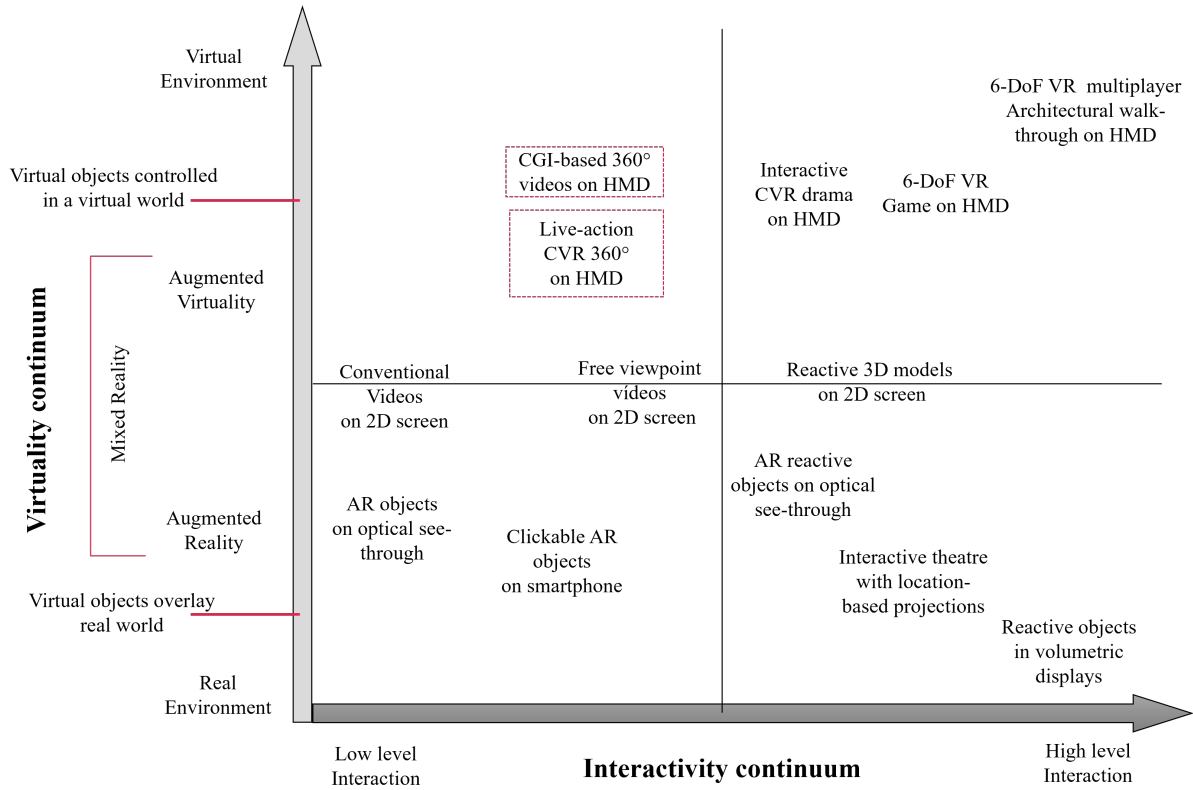 Virtual
Environment
Virtual objects controlled
in a virtual world
Augmented
Virtuality
Virtuality continuum
Mixed Reality
Augmented
Reality
Virtual objects overlay
real world
Real
Environment
CGI-based 360°
videos on HMD
Live-action
CVR 360°
on HMD
Interactive
CVR drama
on HMD
6-DoF VR
Game on HMD
6-DoF VR multiplayer
Architectural walk-
through on HMD
Conventional
Videos
on 2D screen
Free viewpoint
vídeos
on 2D screen
Reactive 3D models
on 2D screen
AR objects
on optical see-
through
Clickable AR
objects
on smartphone
AR reactive
objects on optical
see-through
Interactive theatre
with location-
based projections
Reactive objects
in volumetric
displays
Low level
Interaction
Interactivity continuum
High level
Interaction